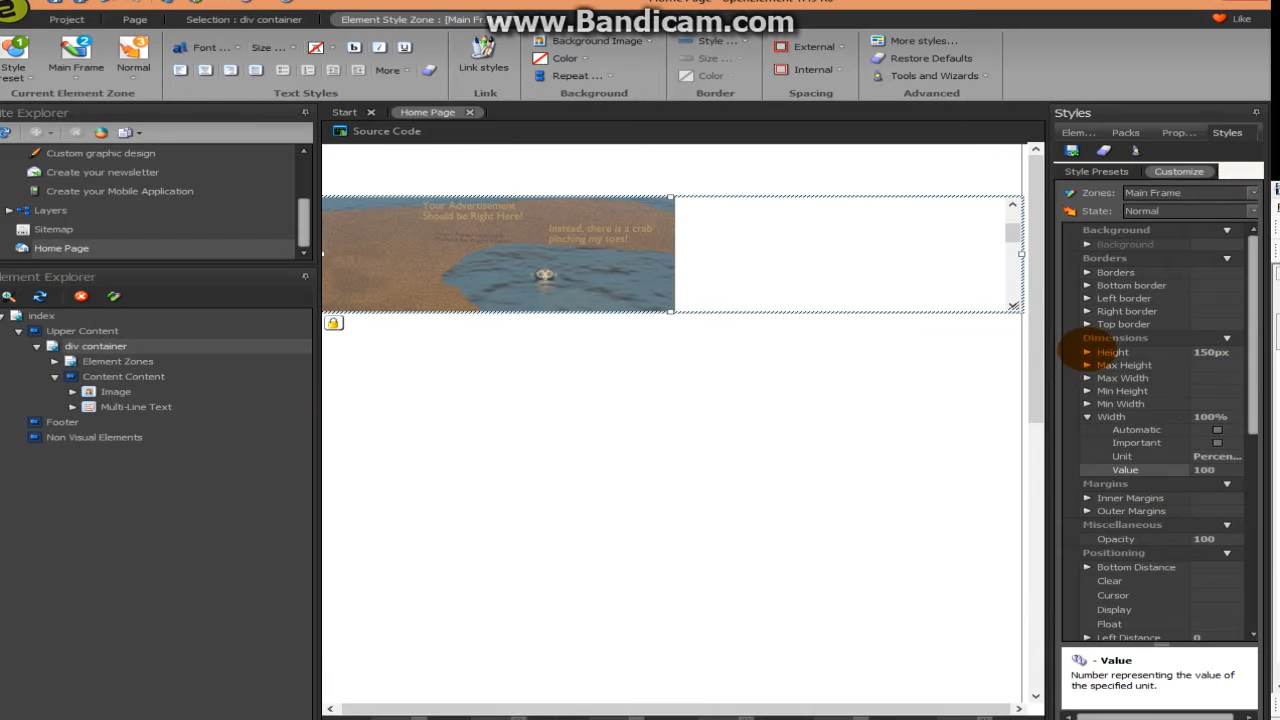 www.Bandicam.com
Like
Project
Page
Selection : div container
Element Style Zone : [Main
Font ...
Size ...
b
i
U
More
Style
Main Frame
Normal
Link styles
Background Image
Color
Repeat ...
Style ...
Size ...
Color
External
Internal
More styles...
Restore Defaults
Tools and Wizards
Current Element Zone
Text Styles
Link
Background
Border
Spacing
Advanced
ite Explorer
Custom graphic design
Create your newsletter
Create your Mobile Application
Layers
Sitemap
Home Page
lement Explorer
index
Upper Content
div container
Element Zones
Content Content
Image
Multi-Line Text
Footer
Non Visual Elements
Start
Home Page
Source Code
Your Advertisement
Should be Right Here!
Instead, there is a crab
pinching my toes!
Styles
Elem...
Packs
Prop...
Styles
Style Presets
Customize
Zones:
Main Frame
State:
Normal
Background
Background
Borders
Borders
Bottom border
Left border
Right border
Top border
Dimensions
Height
150px
Max Height
Max Width
Min Height
Min Width
Width
100%
Automatic
Important
Unit
Percen...
Value
100
Margins
Inner Margins
Outer Margins
Miscellaneous
Opacity
100
Positioning
Bottom Distance
Clear
Cursor
Display
Float
Left Distance
0
- Value
Number representing the value of
the specified unit.